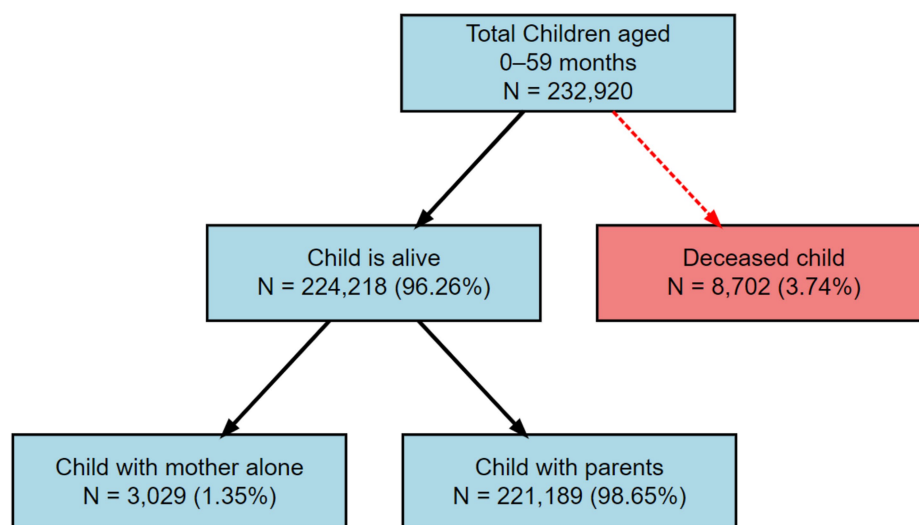 Total Children aged
0–59 months
N = 232,920
Child is alive
N = 224,218 (96.26%)
Deceased child
N = 8,702 (3.74%)
Child with mother alone
N = 3,029 (1.35%)
Child with parents
N = 221,189 (98.65%)